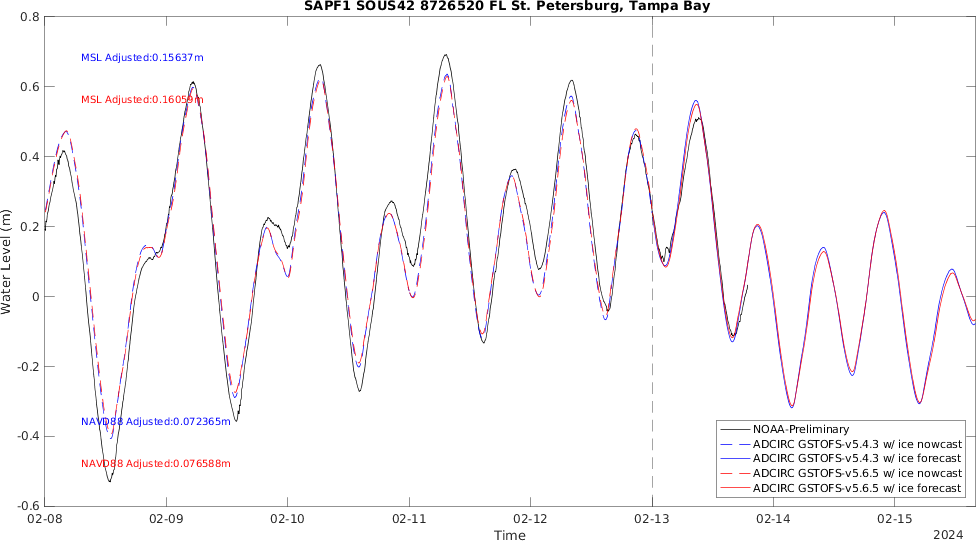 SAPF1 SOUS42 8726520 FL St. Petersburg, Tampa Bay
0.8
0.6
0.4
0.2
0
-0.2
-0.4
-0.6
Water Level (m)
MSL Adjusted:0.15637m
MSL Adjusted:0.16059m
NAVD88 Adjusted:0.072365m
NAVD88 Adjusted:0.076588m
NOAA-Preliminary
ADCIRC GSTOFS-v5.4.3 w/ ice nowcast
ADCIRC GSTOFS-v5.4.3 w/ ice forecast
ADCIRC GSTOFS-v5.6.5 w/ ice nowcast
ADCIRC GSTOFS-v5.6.5 w/ ice forecast
02-08 02-09 02-10 02-11 02-12 02-13 02-14 02-15
Time
2024